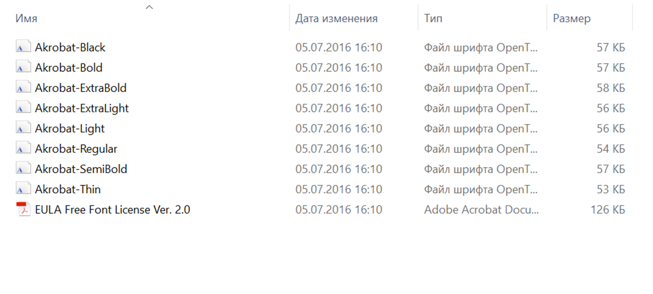 Имя Дата изменения Тип Размер
Akrobat-Black 05.07.2016 16:10 Файл шрифта OpenT... 57 КБ
Akrobat-Bold 05.07.2016 16:10 Файл шрифта OpenT... 57 КБ
Akrobat-ExtraBold 05.07.2016 16:10 Файл шрифта OpenT... 58 КБ
Akrobat-ExtraLight 05.07.2016 16:10 Файл шрифта OpenT... 56 КБ
Akrobat-Light 05.07.2016 16:10 Файл шрифта OpenT... 56 КБ
Akrobat-Regular 05.07.2016 16:10 Файл шрифта OpenT... 54 КБ
Akrobat-SemiBold 05.07.2016 16:10 Файл шрифта OpenT... 57 КБ
Akrobat-Thin 05.07.2016 16:10 Файл шрифта OpenT... 53 КБ
EULA Free Font License Ver. 2.0 05.07.2016 16:10 Adobe Acrobat Docu... 126 КБ